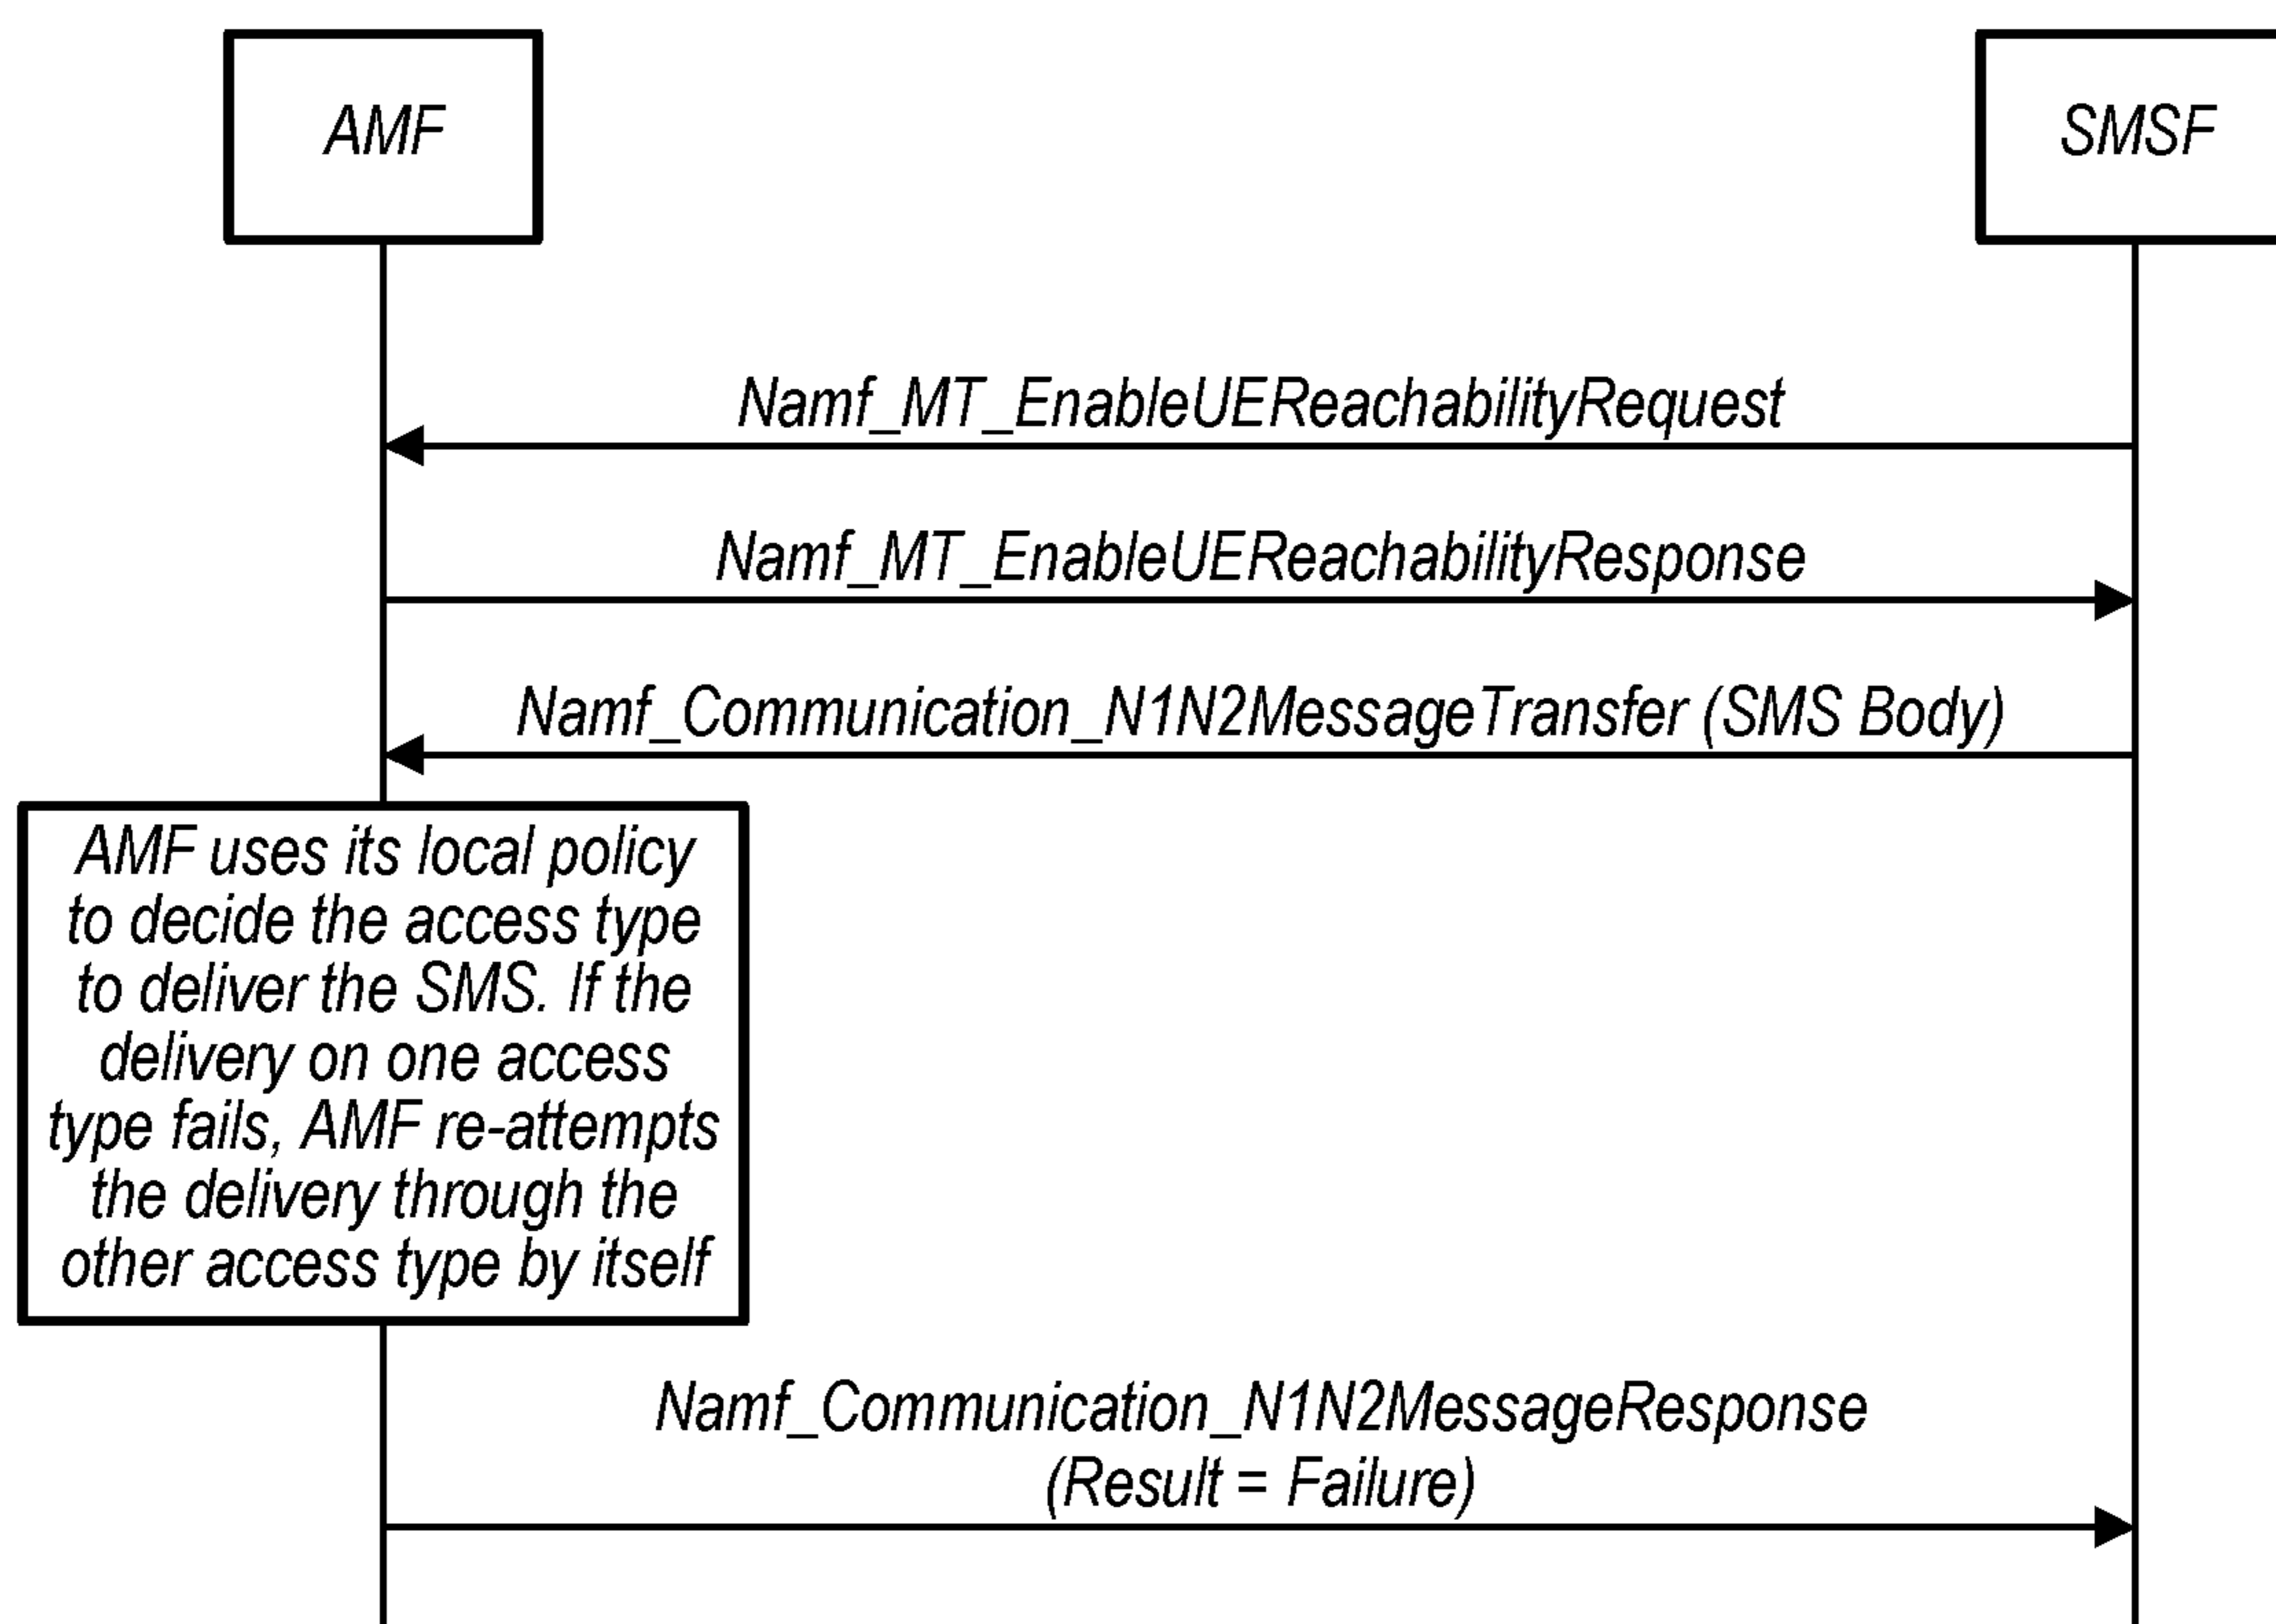 AMF
SMSF
Namf_MT_EnableUEReachabilityRequest
Namf_MT_EnableUEReachabilityResponse
Namf_Communication_N1N2MessageTransfer (SMS Body)
AMF uses its local policy
to decide the access type
to deliver the SMS. If the
delivery on one access
type fails, AMF re-attempts
the delivery through the
other access type by itself
Namf_Communication_N1N2MessageResponse
(Result = Failure)